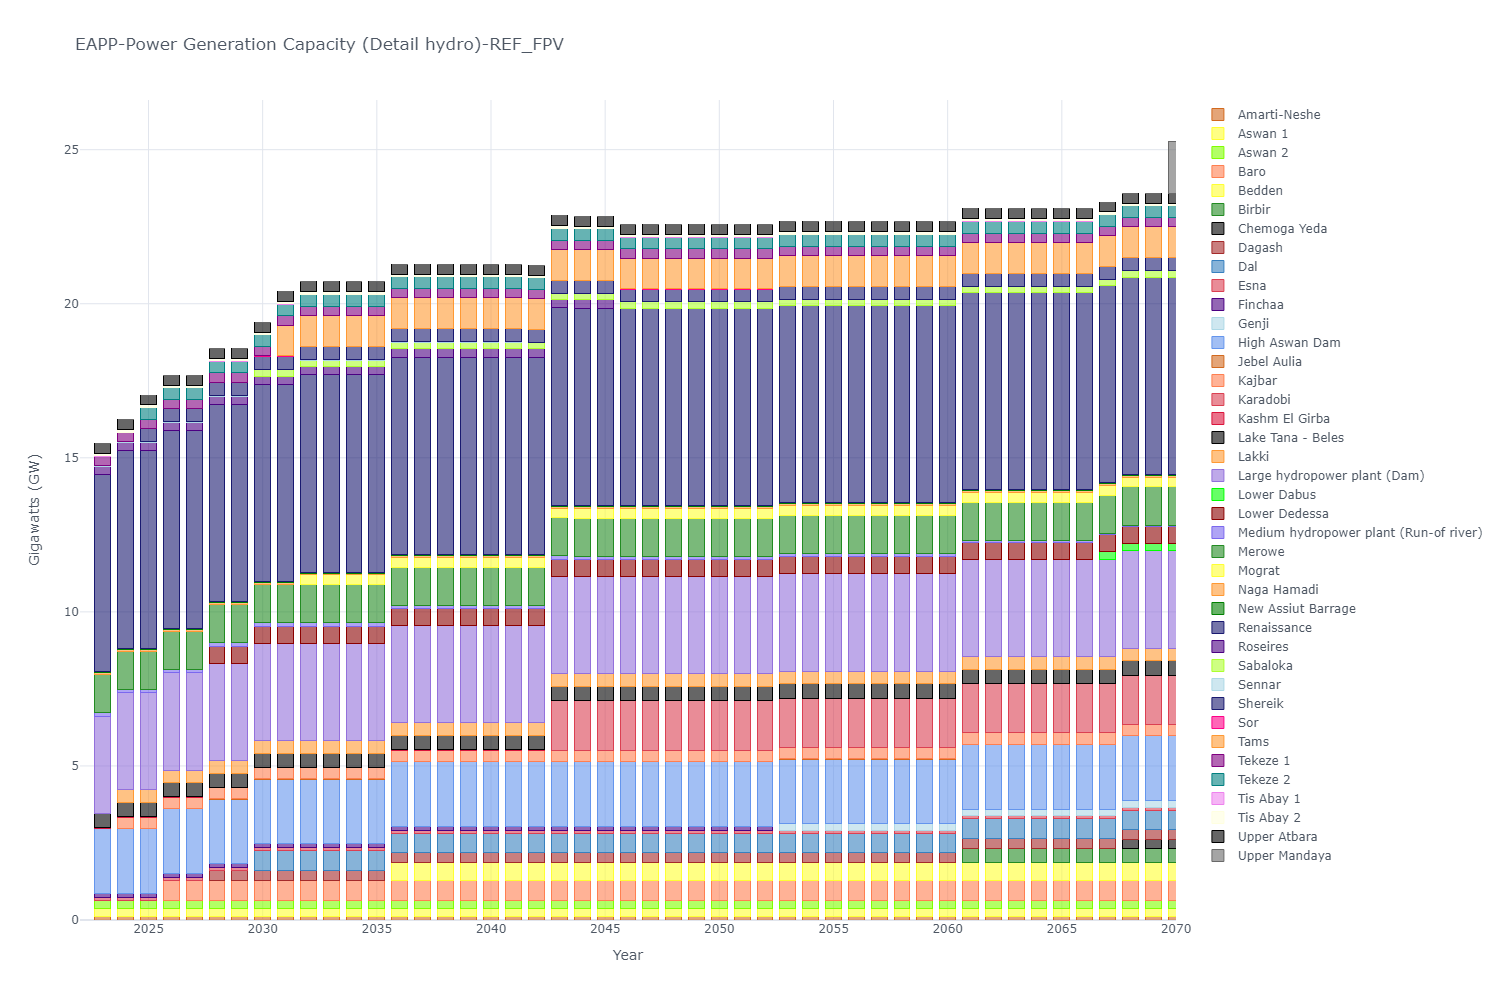 EAPP-Power Generation Capacity (Detail hydro)-REF_FPV
Gigawatts (GW)
25
20
15
10
5
0
2025
2030
2035
2040
2045
2050
2055
2060
2065
2070
Year
Amarti-Neshe
Aswan 1
Aswan 2
Baro
Bedden
Birbir
Chemoga Yeda
Dagash
Dal
Esna
Finchaa
Genji
High Aswan Dam
Jebel Aulia
Kajbar
Karadobi
Kashm El Girba
Lake Tana - Beles
Lakki
Large hydropower plant (Dam)
Lower Dabus
Lower Dedessa
Medium hydropower plant (Run-of river)
Merowe
Mograt
Naga Hamadi
New Assiut Barrage
Renaissance
Roseires
Sabaloka
Sennar
Shereik
Sor
Tams
Tekeze 1
Tekeze 2
Tis Abay 1
Tis Abay 2
Upper Atbara
Upper Mandaya